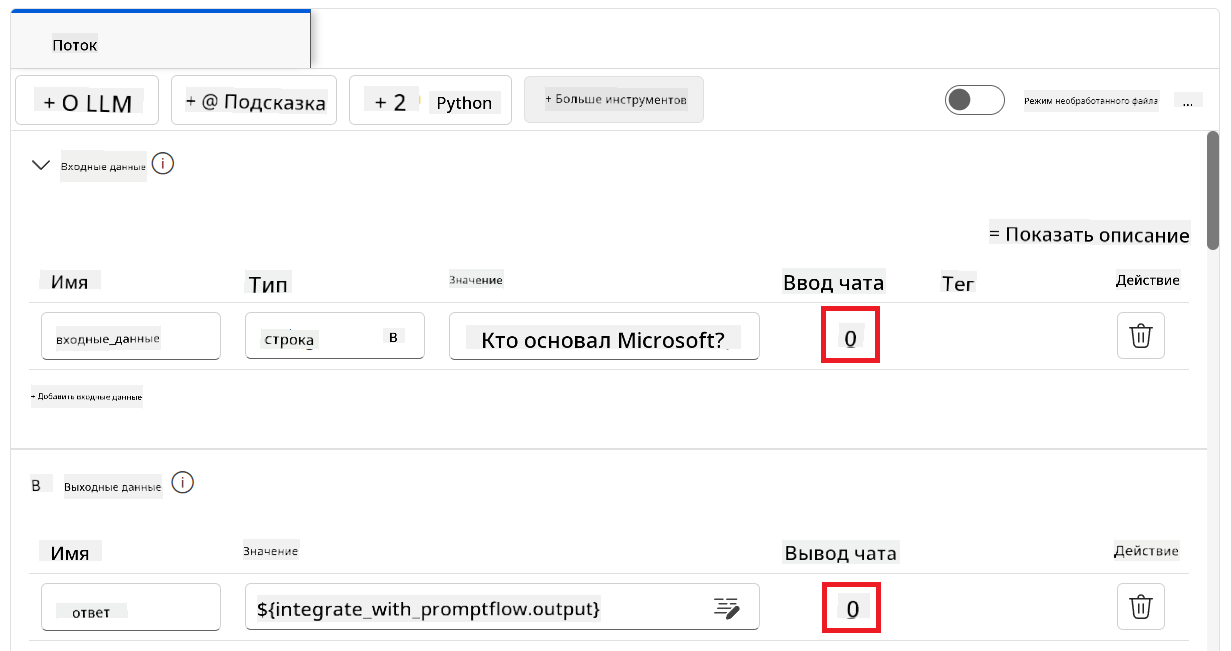 Поток
+ О LLM
+ @ Подсказка
+ 2 Python
+ Больше инструментов
Режим необработанного файла
...
Входные данные
= Показать описание
Имя Тип Значение Ввод чата Тег Действие
входные_данные строка В Кто основал Microsoft? 0
+ Добавить входные данные
В Выходные данные
Имя Значение Вывод чата Действие
ответ ${integrate_with_promptflow.output} 0